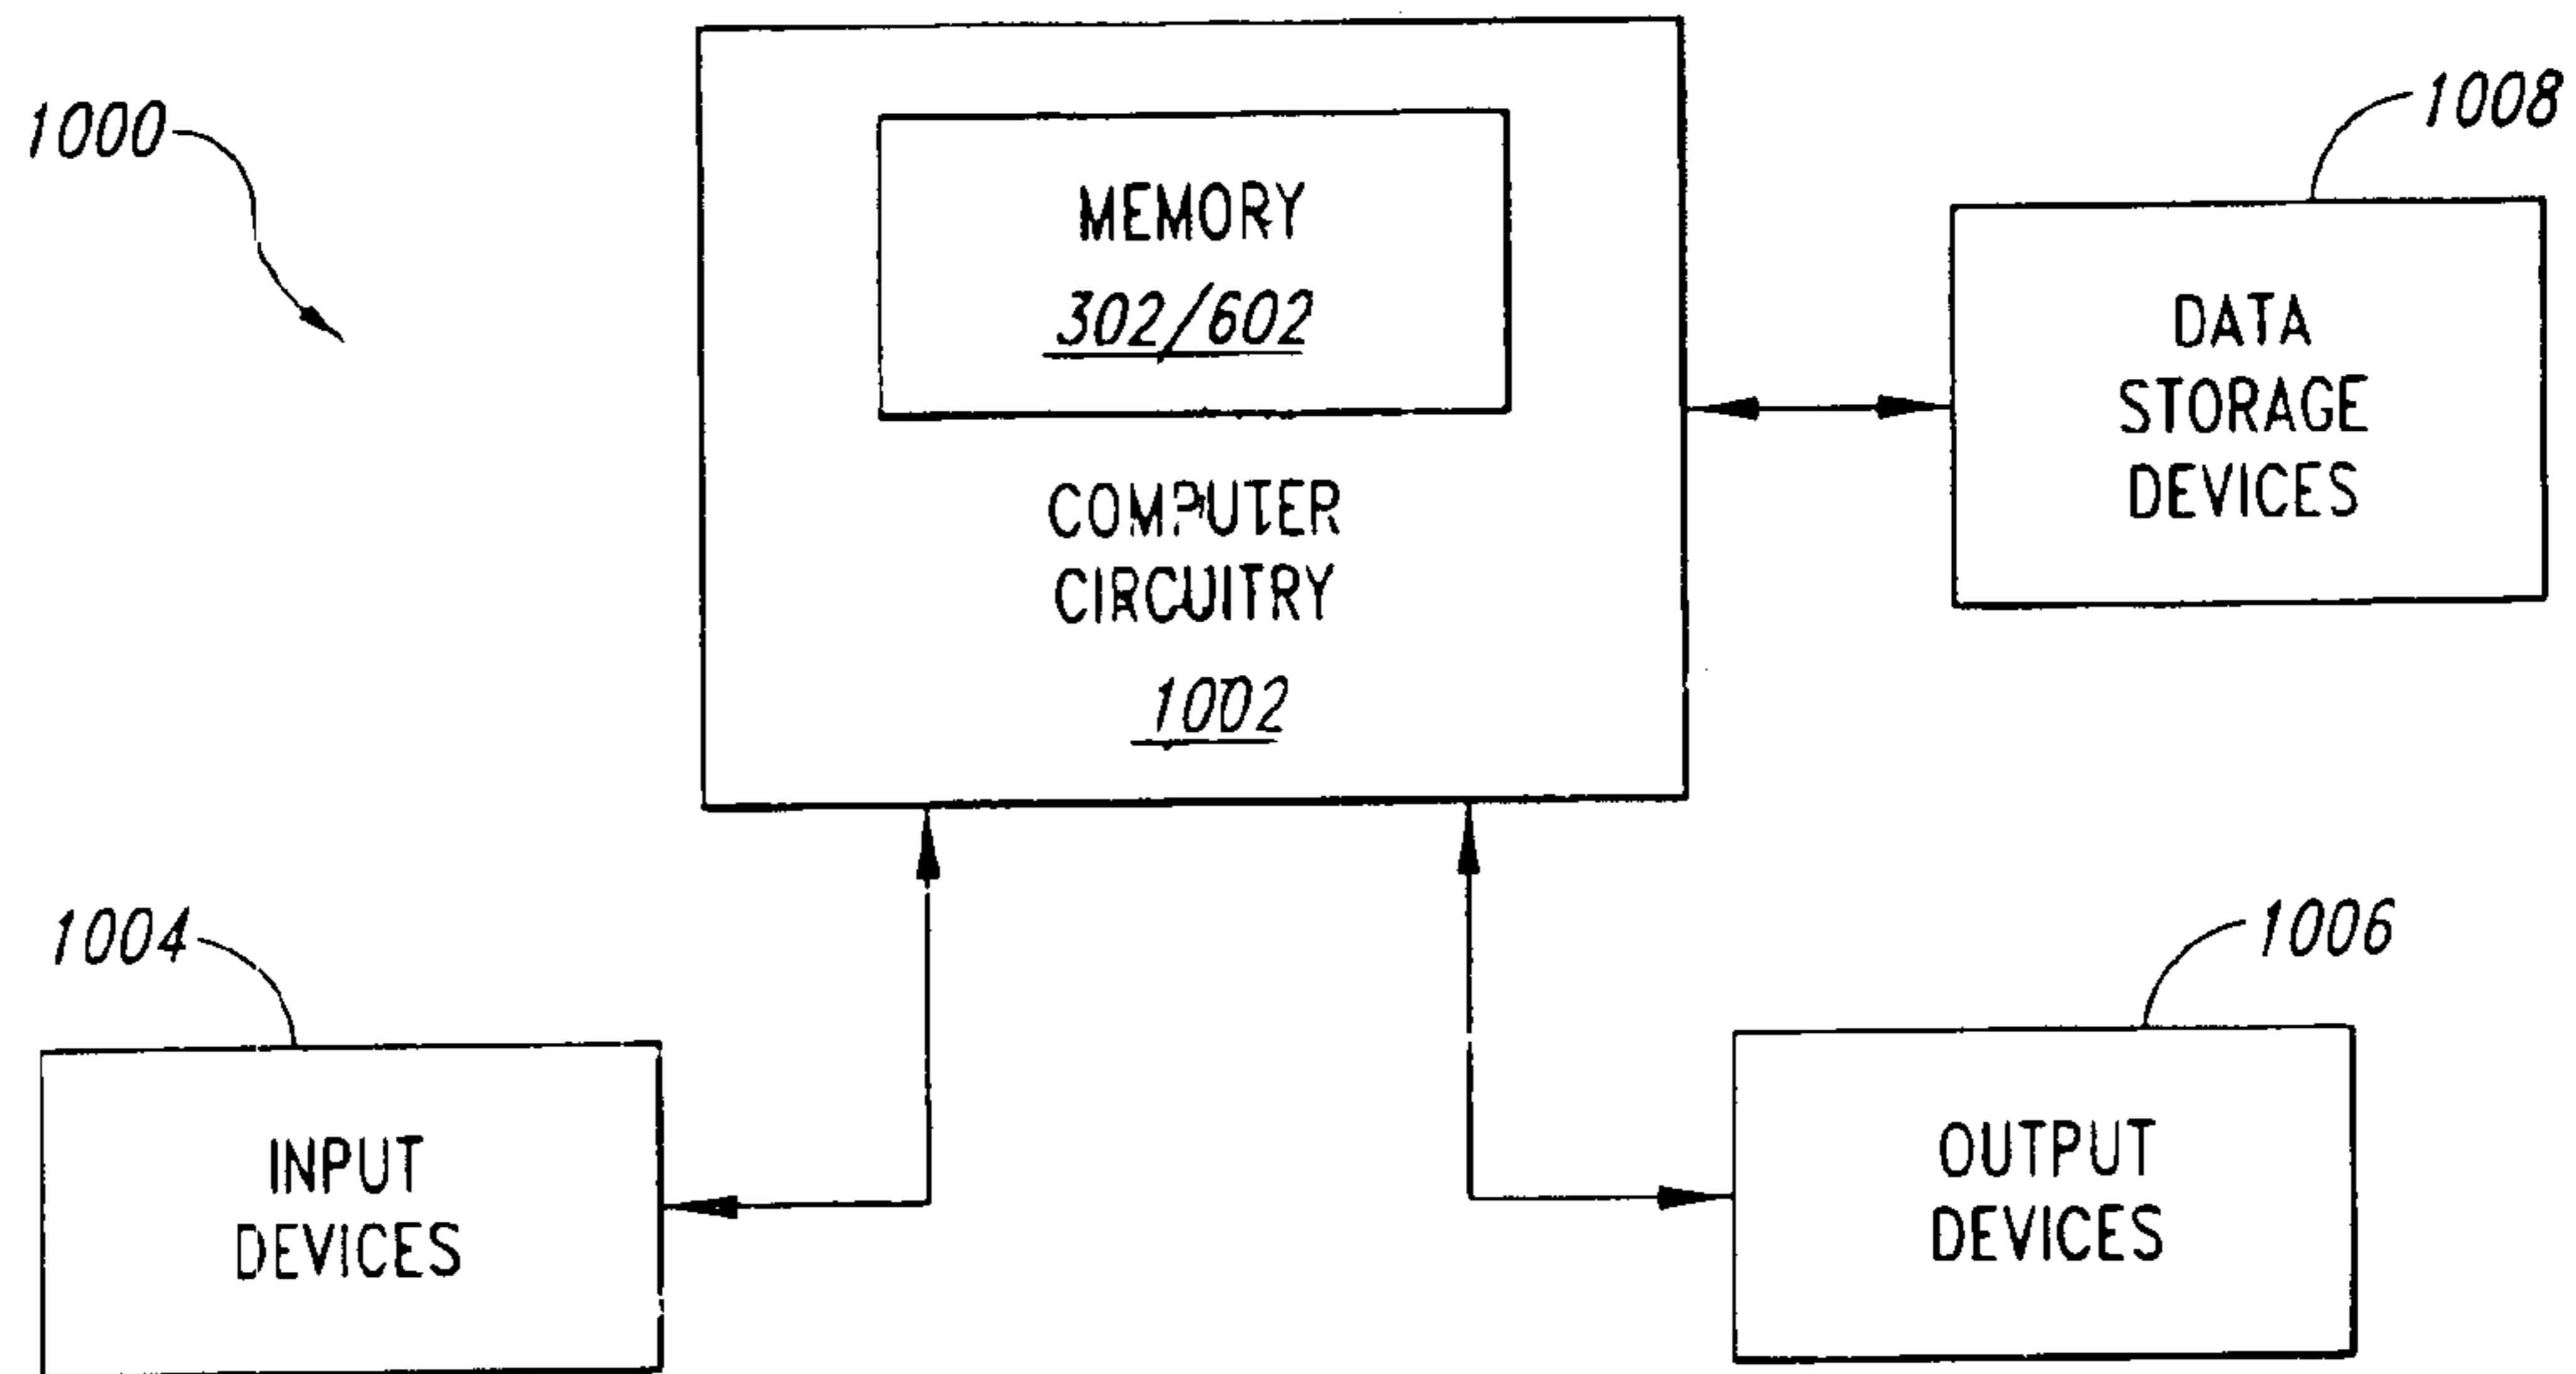 1000
MEMORY
302/602
COMPUTER
CIRCUITRY
1002
1008
DATA
STORAGE
DEVICES
1004
INPUT
DEVICES
1006
OUTPUT
DEVICES